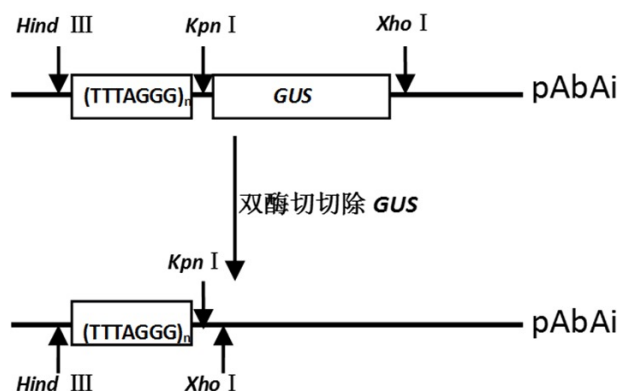 Hind Ⅲ Kpn Ⅰ Xho Ⅰ
(TTTAGGG)n GUS pAbAi
双酶切切除 GUS
Kpn Ⅰ
(TTTAGGG)n pAbAi
Hind Ⅲ Xho Ⅰ